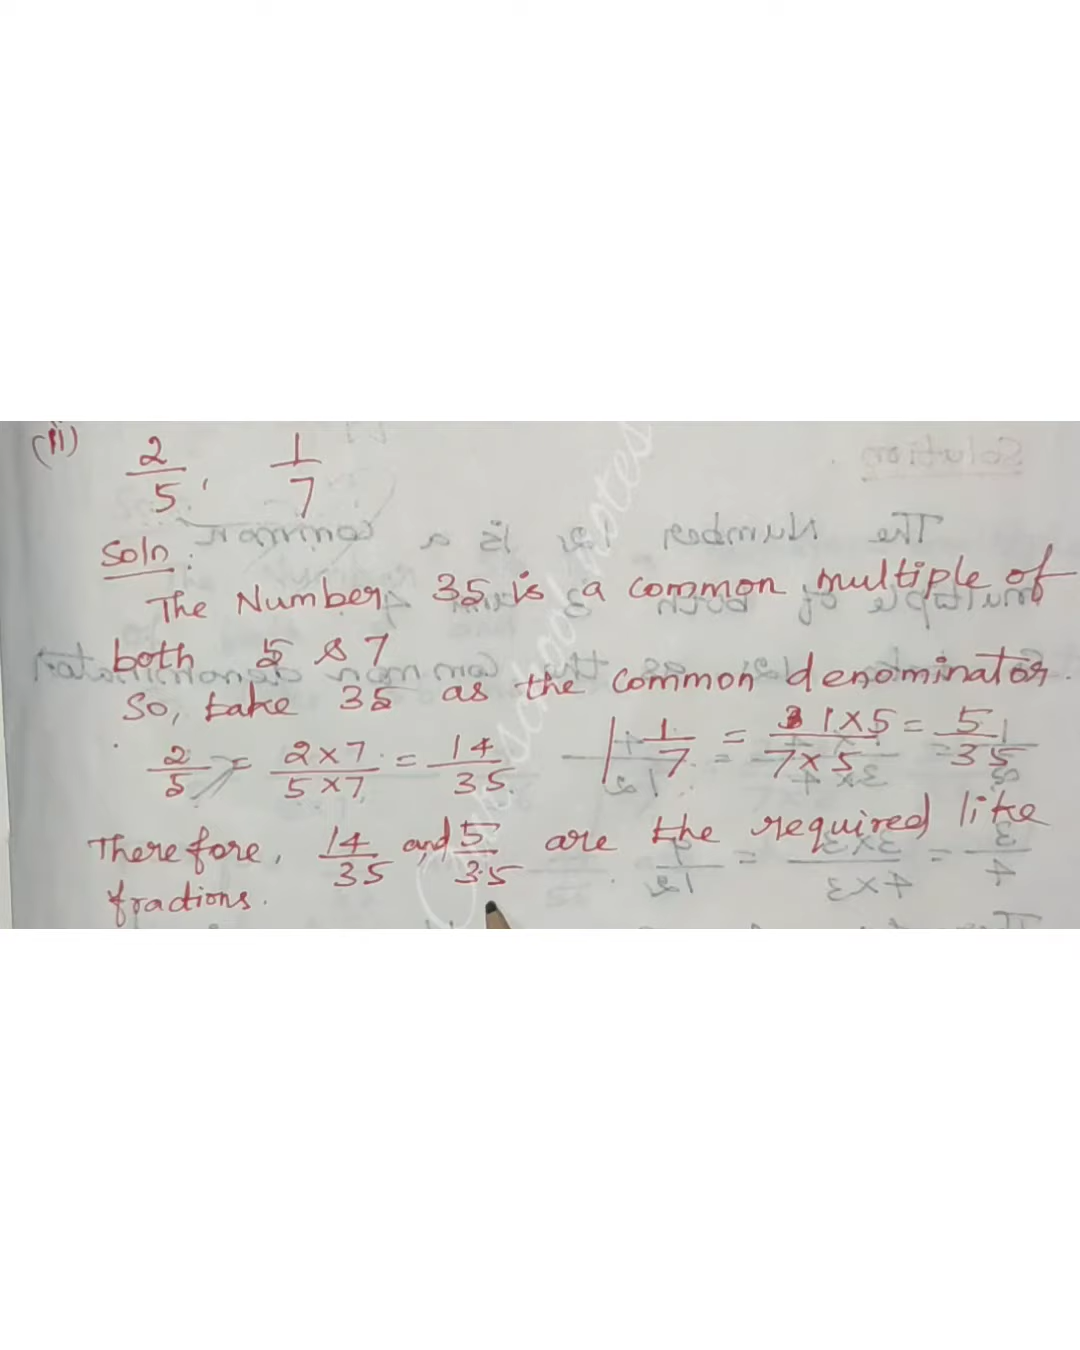 (ii) 2/5, 1/7
Soln:
The Number 35 is a common multiple of
both 5 & 7
So, take 35 as the common denominator.
2/5 = 2×7/5×7 = 14/35 | 1/7 = 1×5/7×5 = 5/35
Therefore, 14/35 and 5/35 are the required like
fractions.